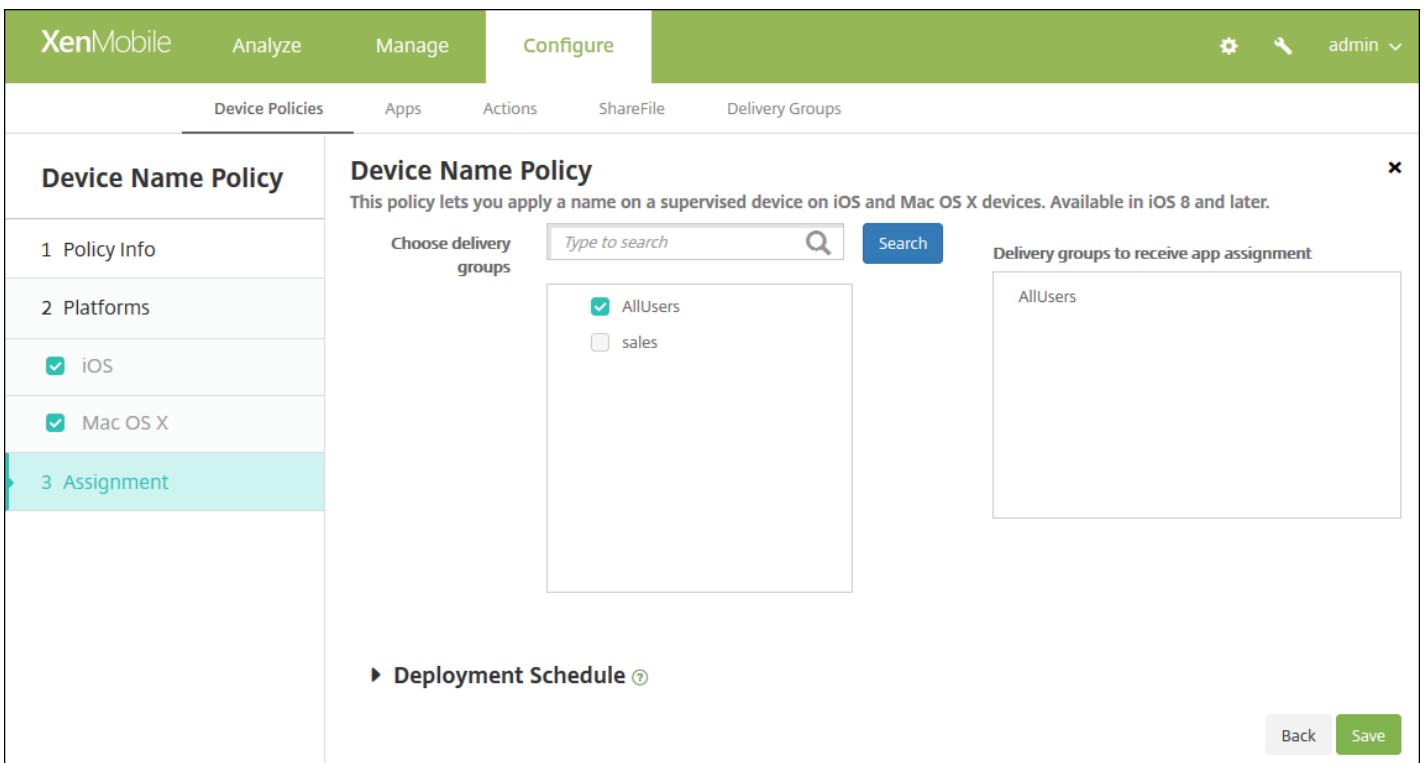 XenMobile Analyze Manage Configure admin
Device Policies Apps Actions ShareFile Delivery Groups
Device Name Policy
1 Policy Info
2 Platforms
iOS
Mac OS X
3 Assignment
Device Name Policy
This policy lets you apply a name on a supervised device on iOS and Mac OS X devices. Available in iOS 8 and later.
Choose delivery
groups
Type to search
Search
AllUsers
sales
Delivery groups to receive app assignment
AllUsers
Deployment Schedule ?
Back Save